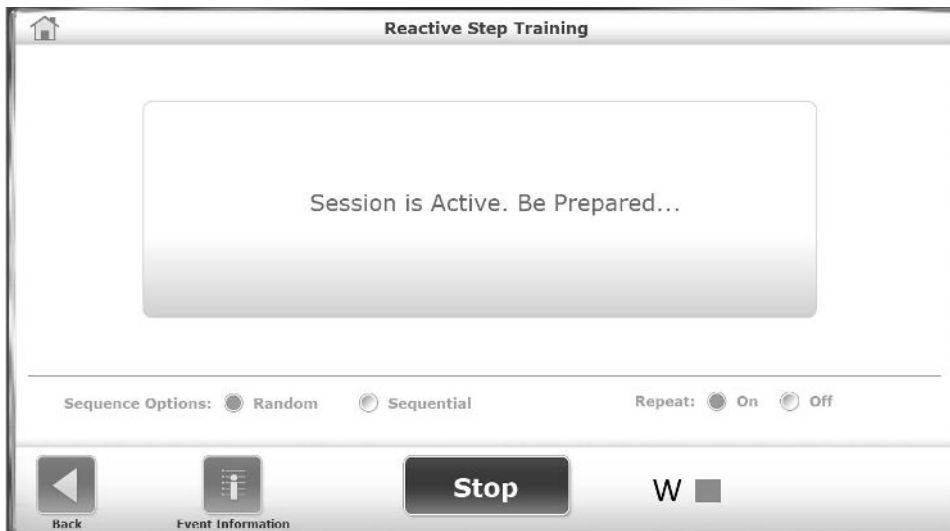 Reactive Step Training
Session is Active. Be Prepared...
Sequence Options: Random Sequential Repeat: On Off
Stop W
Back Event Information